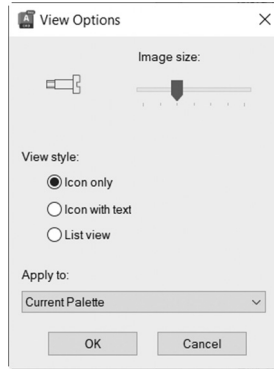 View Options
Image size:
View style:
Icon only
Icon with text
List view
Apply to:
Current Palette
OK Cancel